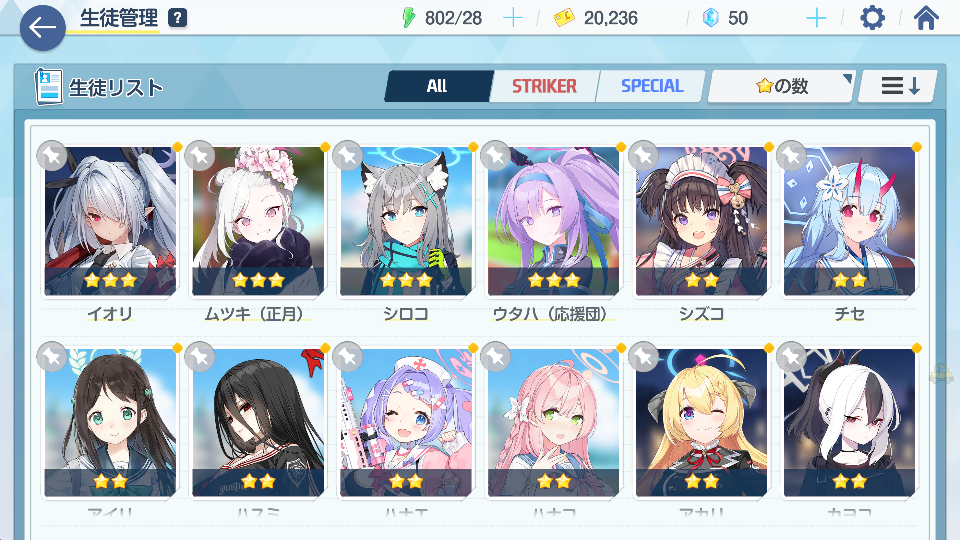 生徒管理 ?
802/28
20,236
50
生徒リスト
All
STRIKER
SPECIAL
の数
イオリ
ムツキ（正月）
シロコ
ウタハ（応援団）
シズコ
チセ
アイリ
ハスミ
ハナエ
ハナコ
アカリ
カヨコ